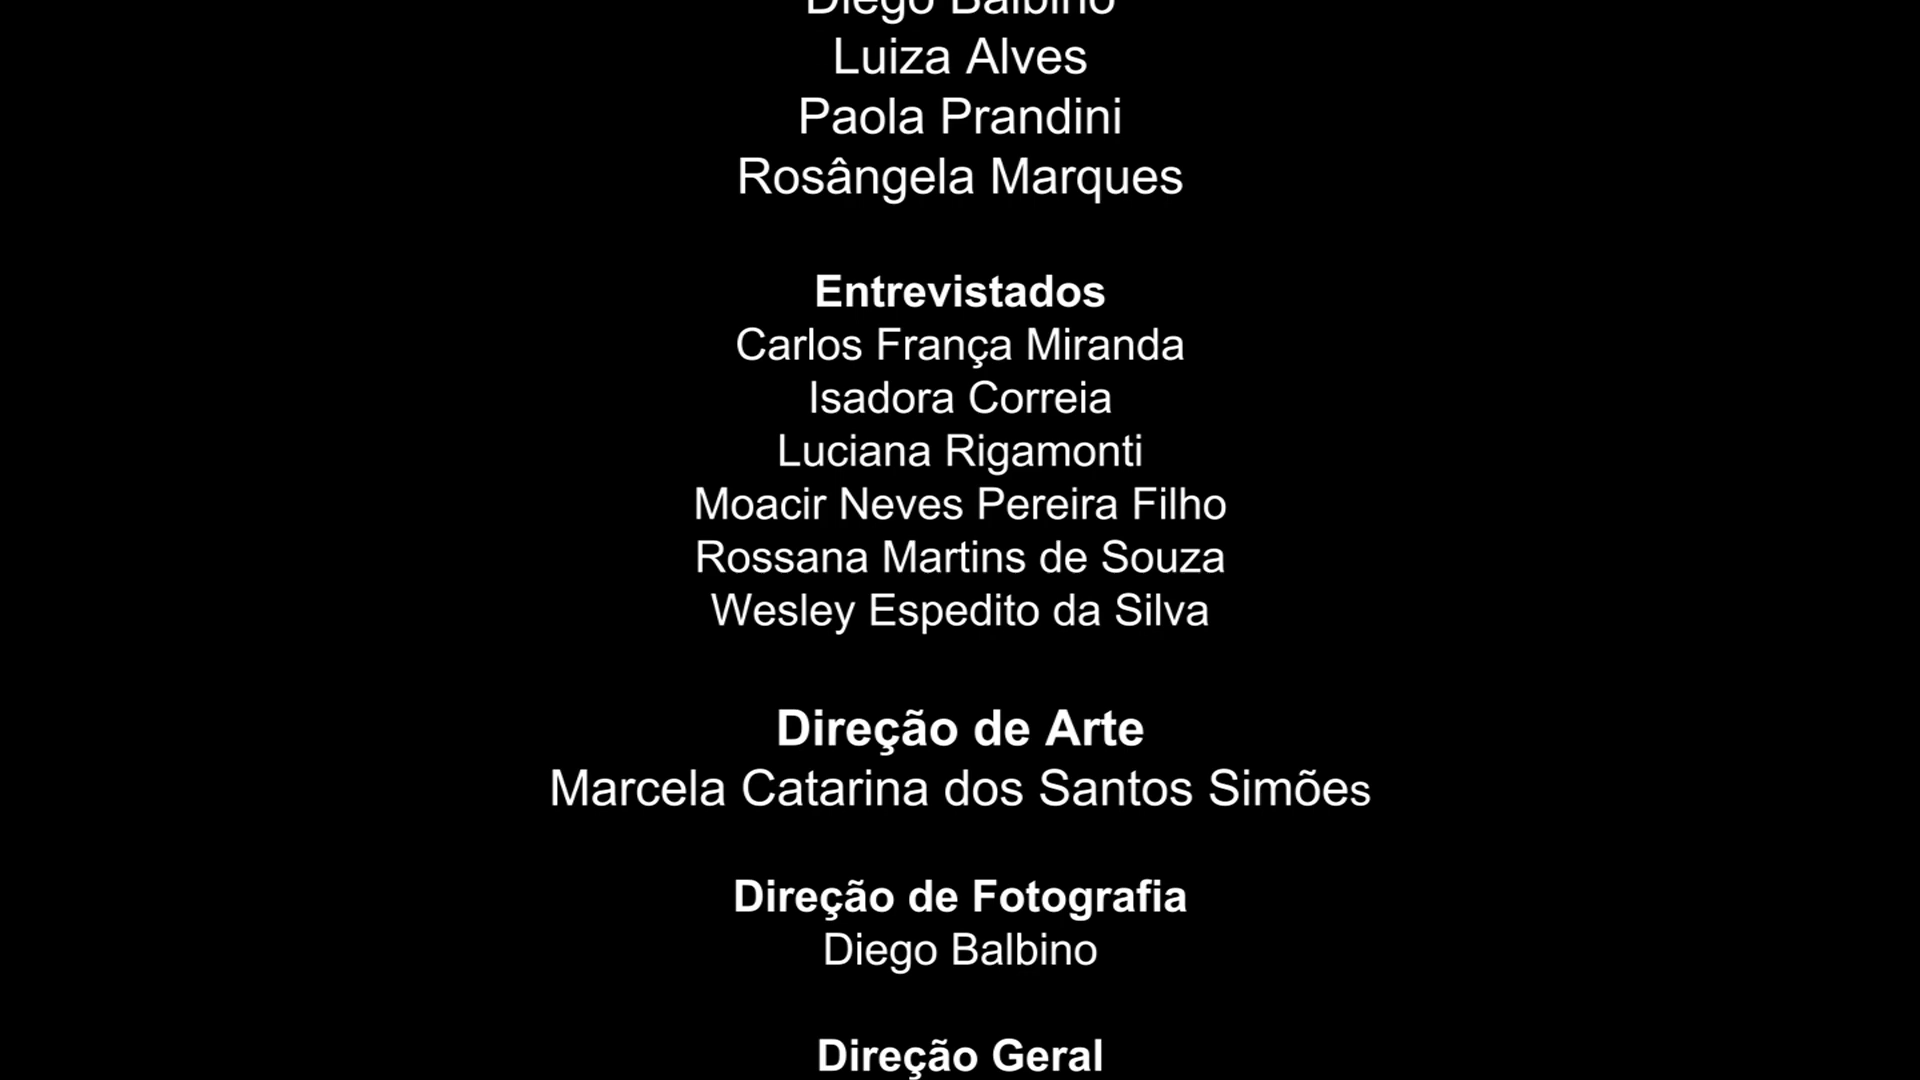 Diego Balbino
Luiza Alves
Paola Prandini
Rosângela Marques
Entrevistados
Carlos França Miranda
Isadora Correia
Luciana Rigamonti
Moacir Neves Pereira Filho
Rossana Martins de Souza
Wesley Espedito da Silva
Direção de Arte
Marcela Catarina dos Santos Simões
Direção de Fotografia
Diego Balbino
Direção Geral